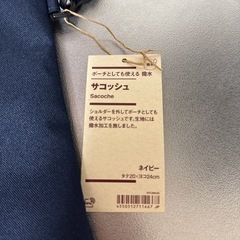 ポーチとしても使える 撥水
サコッシュ
Sacoche
ショルダーを外してポーチとしても
使えるサコッシュです。生地には
撥水加工を施しました。
ネイビー
タテ20×ヨコ24cm
4550512711667 JP